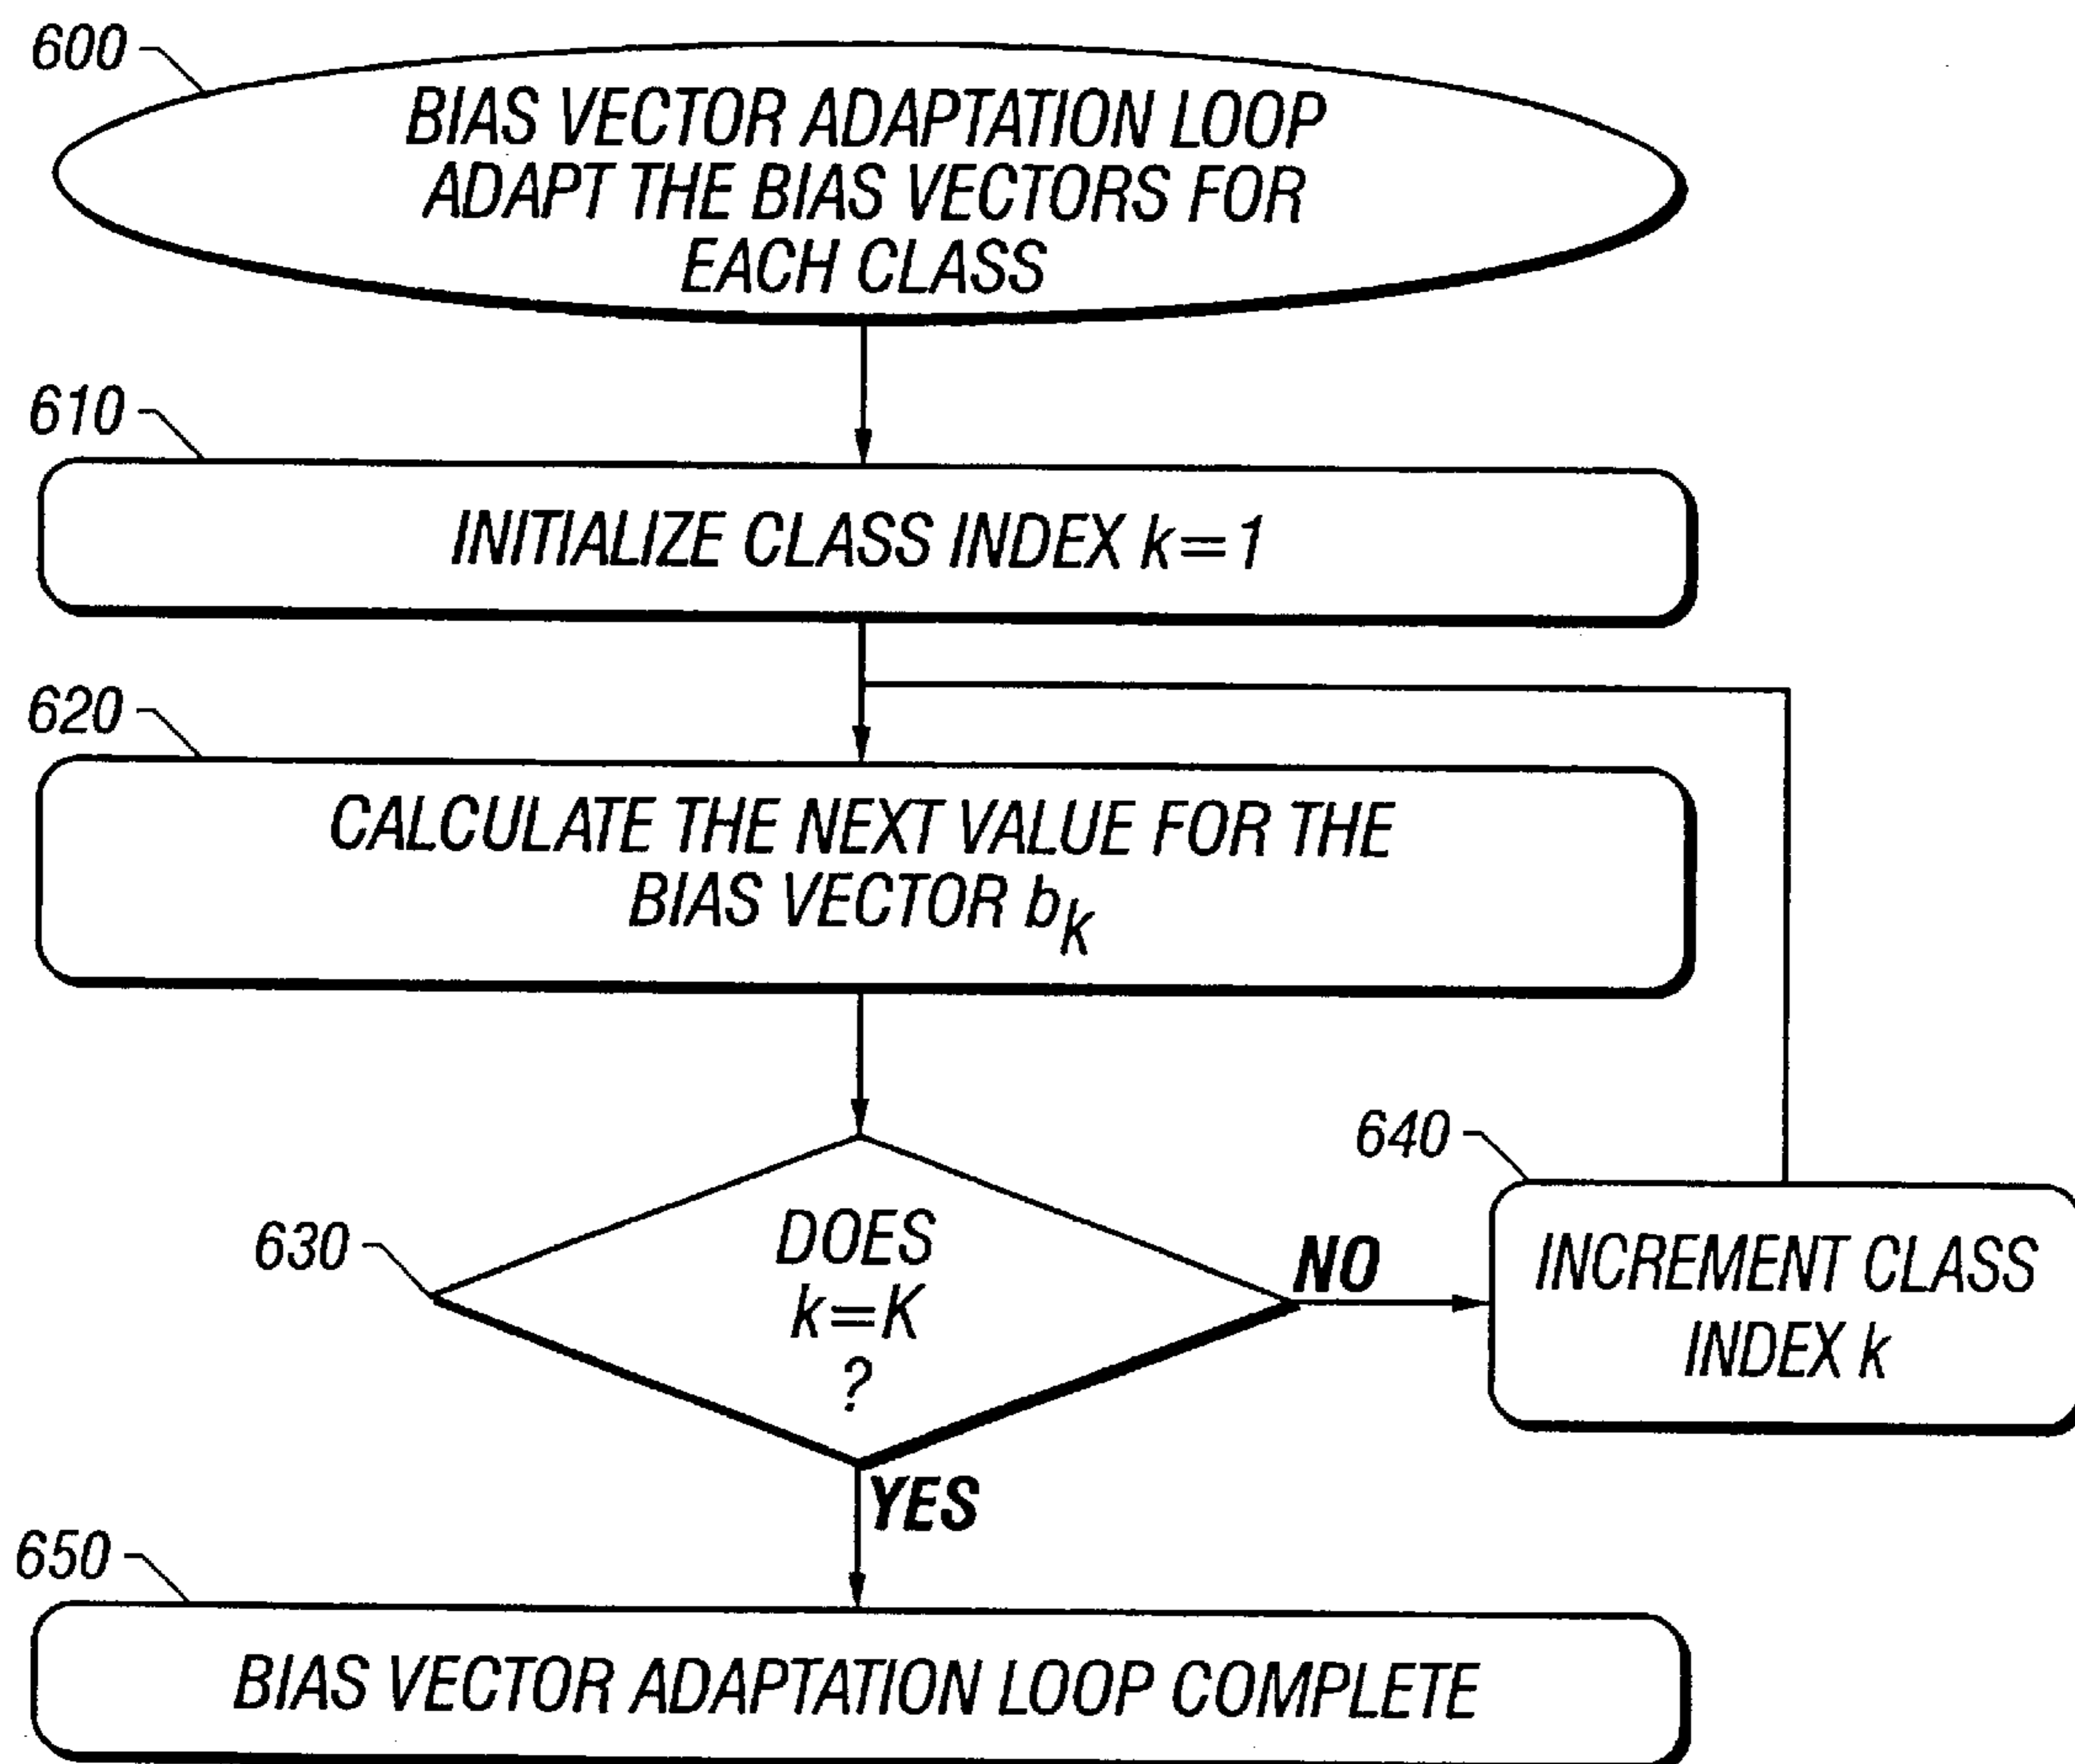 600
BIAS VECTOR ADAPTATION LOOP
ADAPT THE BIAS VECTORS FOR
EACH CLASS
610
INITIALIZE CLASS INDEX k=1
620
CALCULATE THE NEXT VALUE FOR THE
BIAS VECTOR bk
630
DOES
k=K
?
NO
640
INCREMENT CLASS
INDEX k
YES
650
BIAS VECTOR ADAPTATION LOOP COMPLETE